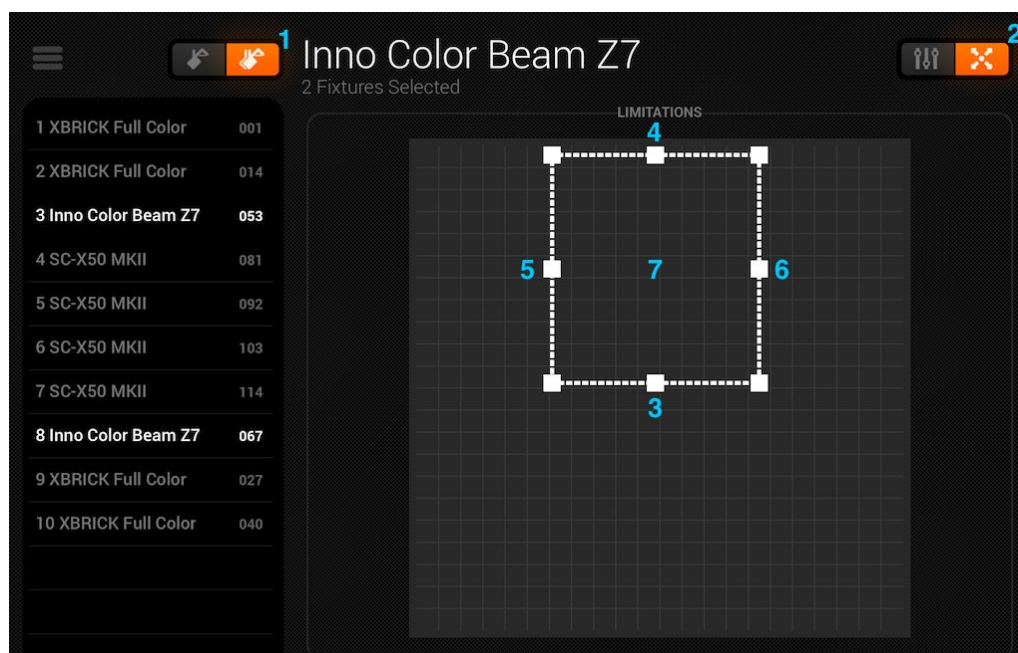 1
Inno Color Beam Z7
2
2 Fixtures Selected
LIMITATIONS
1 XBRICK Full Color 001
2 XBRICK Full Color 014
3 Inno Color Beam Z7 053
4 SC-X50 MKII 081
5 SC-X50 MKII 092
6 SC-X50 MKII 103
7 SC-X50 MKII 114
8 Inno Color Beam Z7 067
9 XBRICK Full Color 027
10 XBRICK Full Color 040
4
5 7 6
3